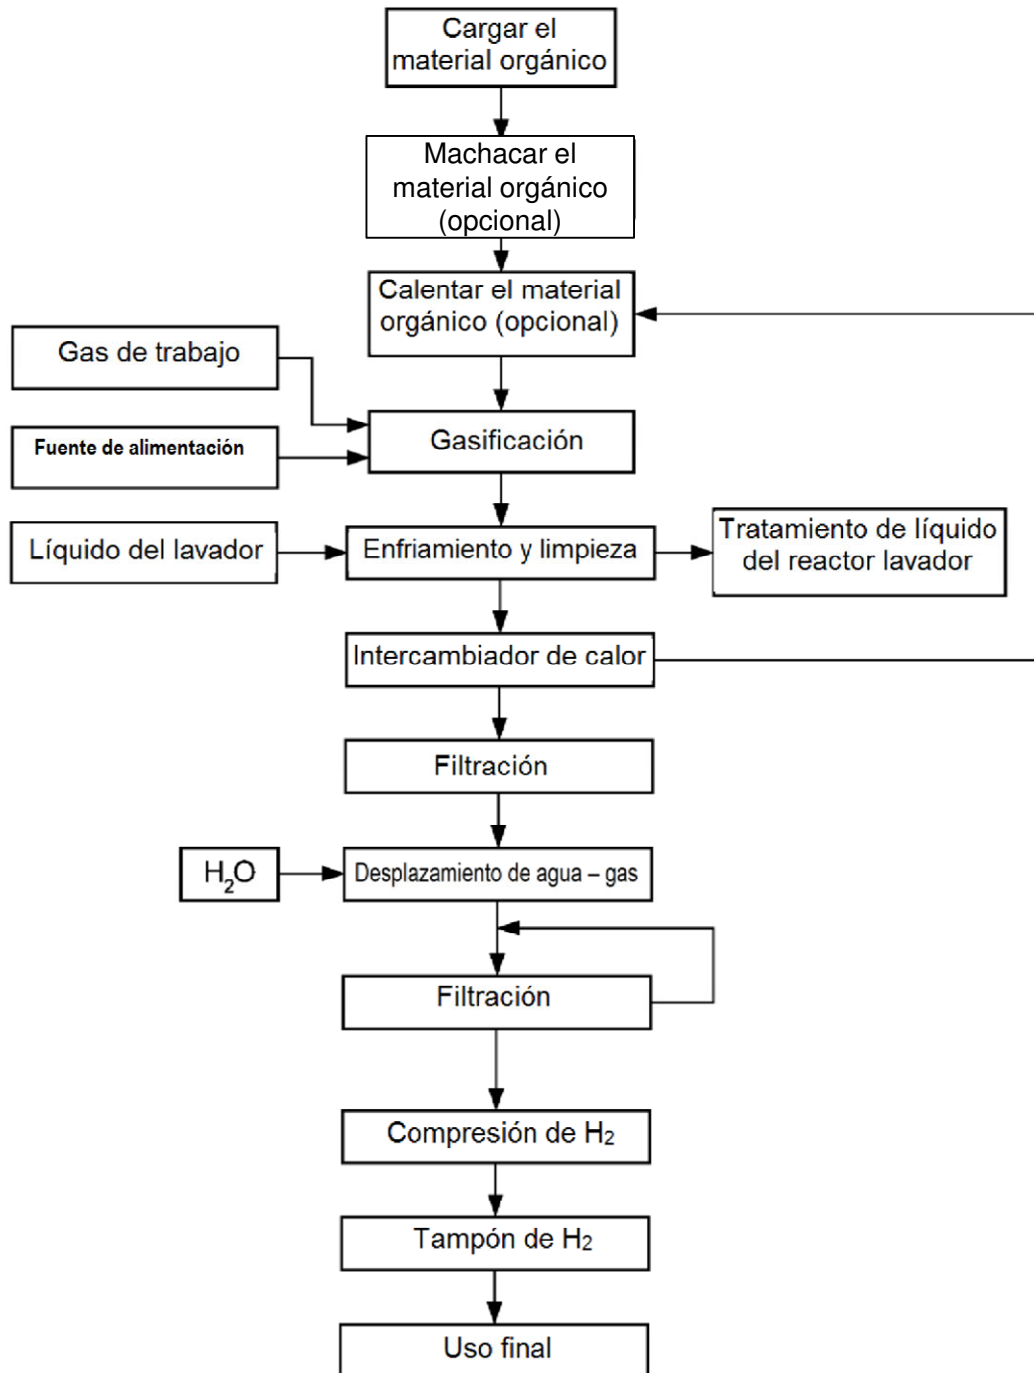 Cargar el
material orgánico
Machacar el
material orgánico
(opcional)
Calentar el material
orgánico (opcional)
Gas de trabajo
Gasificación
Fuente de alimentación
Líquido del lavador
Enfriamiento y limpieza
Tratamiento de líquido
del reactor lavador
Intercambiador de calor
Filtración
H₂O
Desplazamiento de agua – gas
Filtración
Compresión de H₂
Tampón de H₂
Uso final